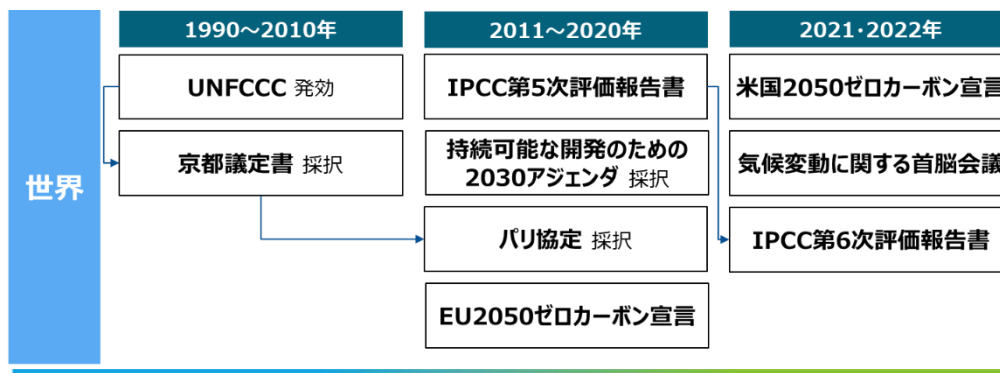 世界
1990～2010年
UNFCCC 発効
京都議定書 採択
2011～2020年
IPCC第5次評価報告書
持続可能な開発のための
2030アジェンダ 採択
パリ協定 採択
EU2050ゼロカーボン宣言
2021･2022年
米国2050ゼロカーボン宣言
気候変動に関する首脳会議
IPCC第6次評価報告書